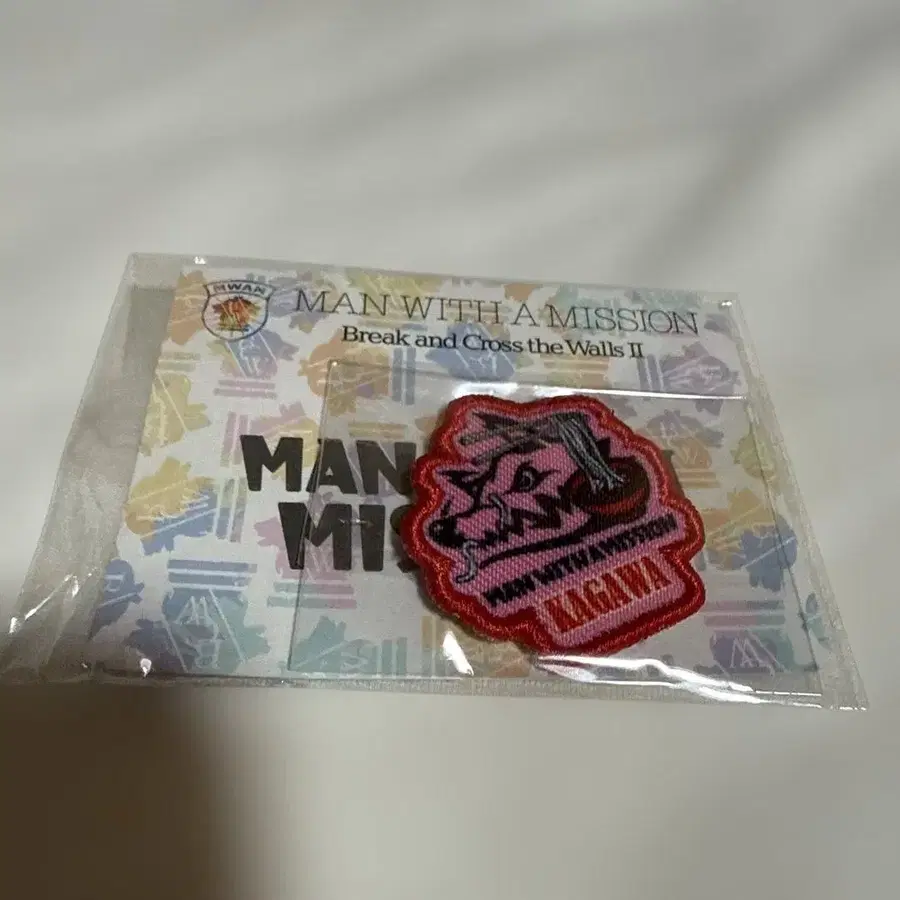 MWAM
MAN WITH A MISSION
Break and Cross the Walls II
MAN
MIS
MAN WITH A MISSION
KAGAWA